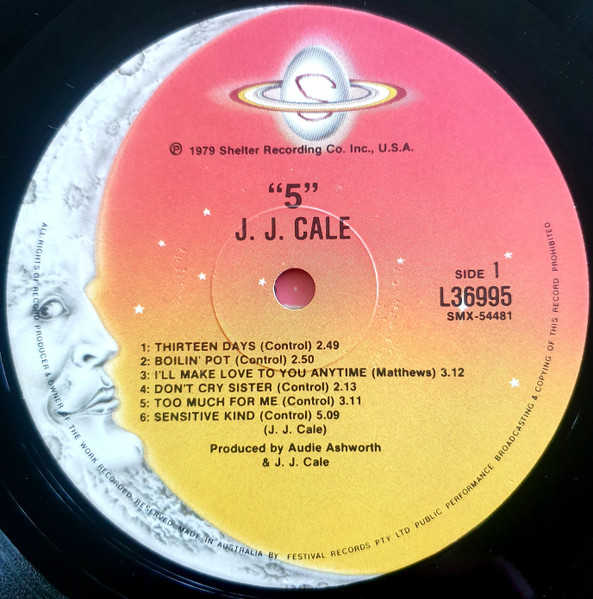 S
℗ 1979 Shelter Recording Co. Inc., U.S.A.
“5”
J. J. CALE
SIDE 1
L36995
SMX-54481
1: THIRTEEN DAYS (Control) 2.49
2: BOILIN' POT (Control) 2.50
3: I'LL MAKE LOVE TO YOU ANYTIME (Matthews) 3.12
4: DON'T CRY SISTER (Control) 2.13
5: TOO MUCH FOR ME (Control) 3.11
6: SENSITIVE KIND (Control) 5.09
(J. J. Cale)
Produced by Audie Ashworth
& J. J. Cale
ALL RIGHTS OF RECORD PRODUCER & OWNER OF THE WORK RECORDED RESERVED. MADE IN AUSTRALIA BY FESTIVAL RECORDS PTY LTD PUBLIC PERFORMANCE BROADCASTING & COPYING OF THIS RECORD PROHIBITED